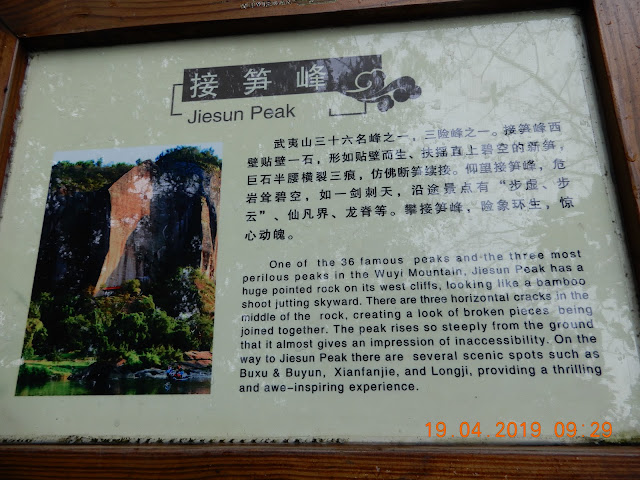 接笋峰
Jiesun Peak
武夷山三十六名峰之一，三险峰之一。接笋峰西
壁贴壁一石，形如贴壁而生、扶摇直上碧空的新笋，
巨石半腰横裂三痕，仿佛断笋续接。仰望接笋峰，危
岩耸碧空，如一剑刺天，沿途景点有“步虚、步
云”、仙凡界、龙脊等。攀接笋峰，险象环生，惊
心动魄。
One of the 36 famous peaks and the three most
perilous peaks in the Wuyi Mountain, Jiesun Peak has a
huge pointed rock on its west cliffs, looking like a bamboo
shoot jutting skyward. There are three horizontal cracks in the
middle of the rock, creating a look of broken pieces being
joined together. The peak rises so steeply from the ground
that it almost gives an impression of inaccessibility. On the
way to Jiesun Peak there are several scenic spots such as
Buxu & Buyun, Xianfanjie, and Longji, providing a thrilling
and awe-inspiring experience.
19.04.2019 09 29